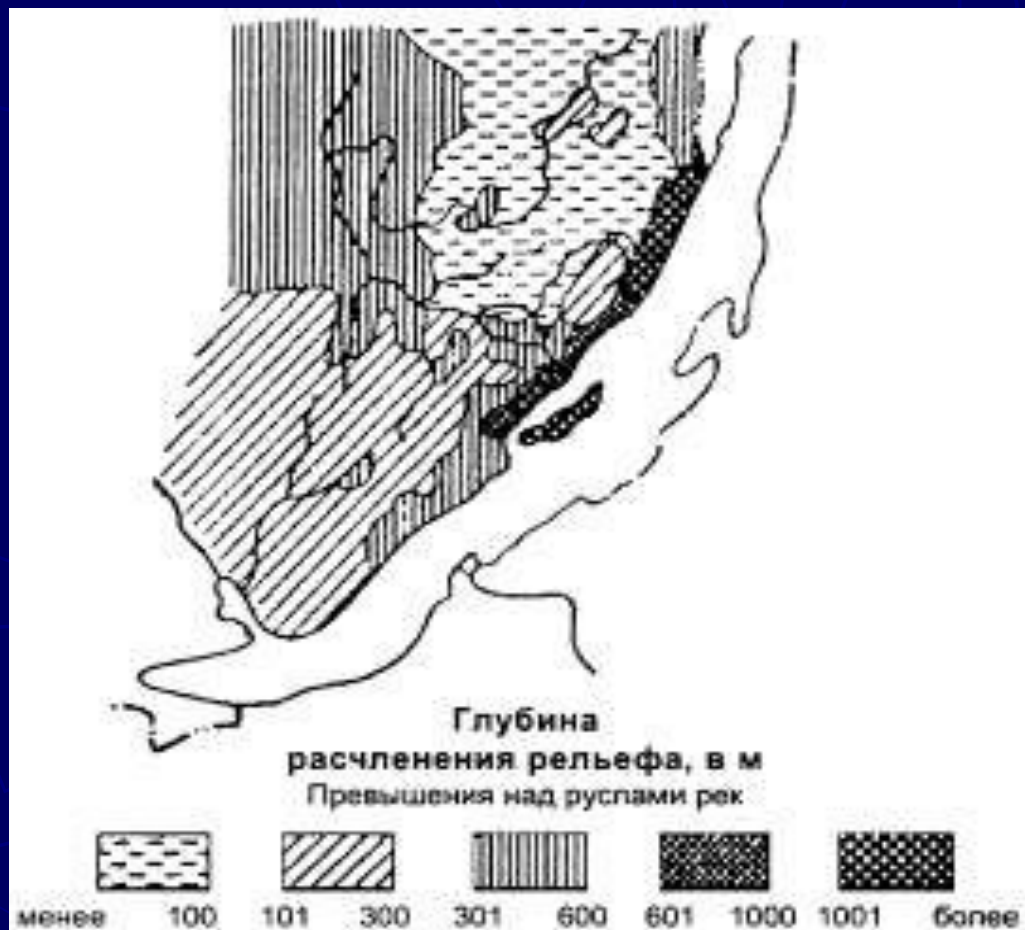 Глубина
расчленения рельефа, в м
Превышения над руслами рек
менее 100 101 300 301 600 601 1000 1001 более